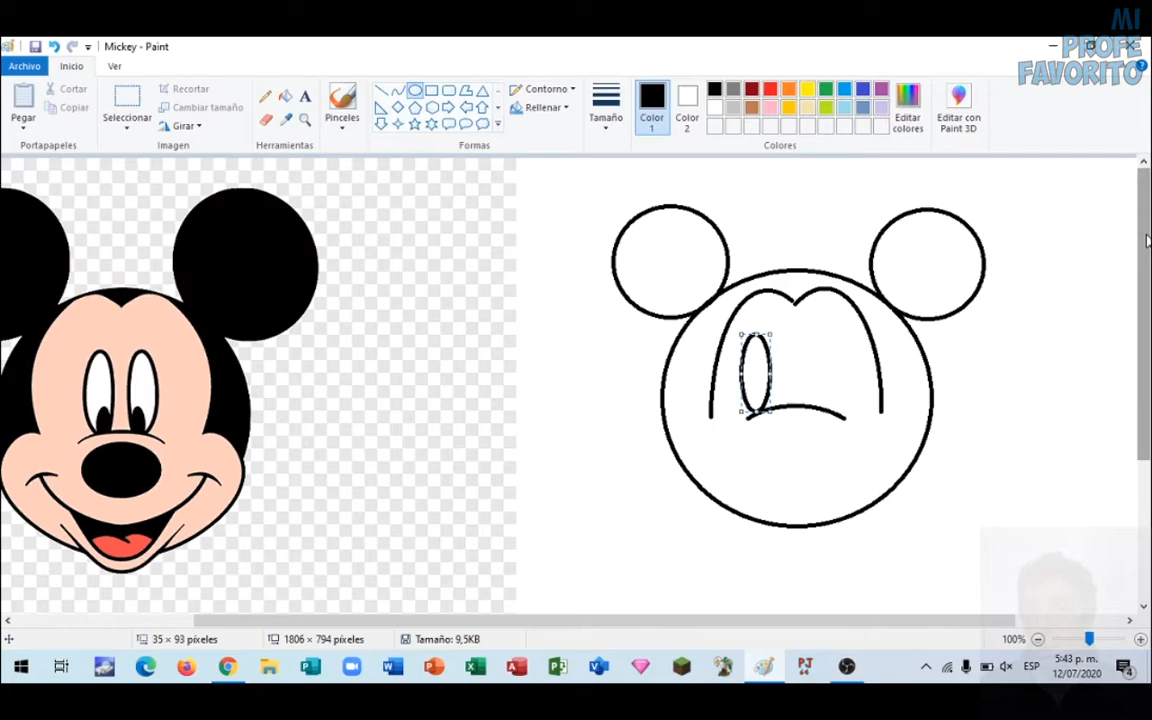 MI
PROFE
FAVORITO
Mickey - Paint
Archivo
Inicio
Ver
Pegar
Cortar
Copiar
Portapapeles
Seleccionar
Recortar
Cambiar tamaño
Girar
Imagen
Herramientas
Pinceles
Contorno
Rellenar
Formas
Tamaño
Color
1
Color
2
Editar
colores
Colores
Editar con
Paint 3D
35 × 93 píxeles
1806 × 794 píxeles
Tamaño: 9,5KB
100%
ESP
5:43 p. m.
12/07/2020
4